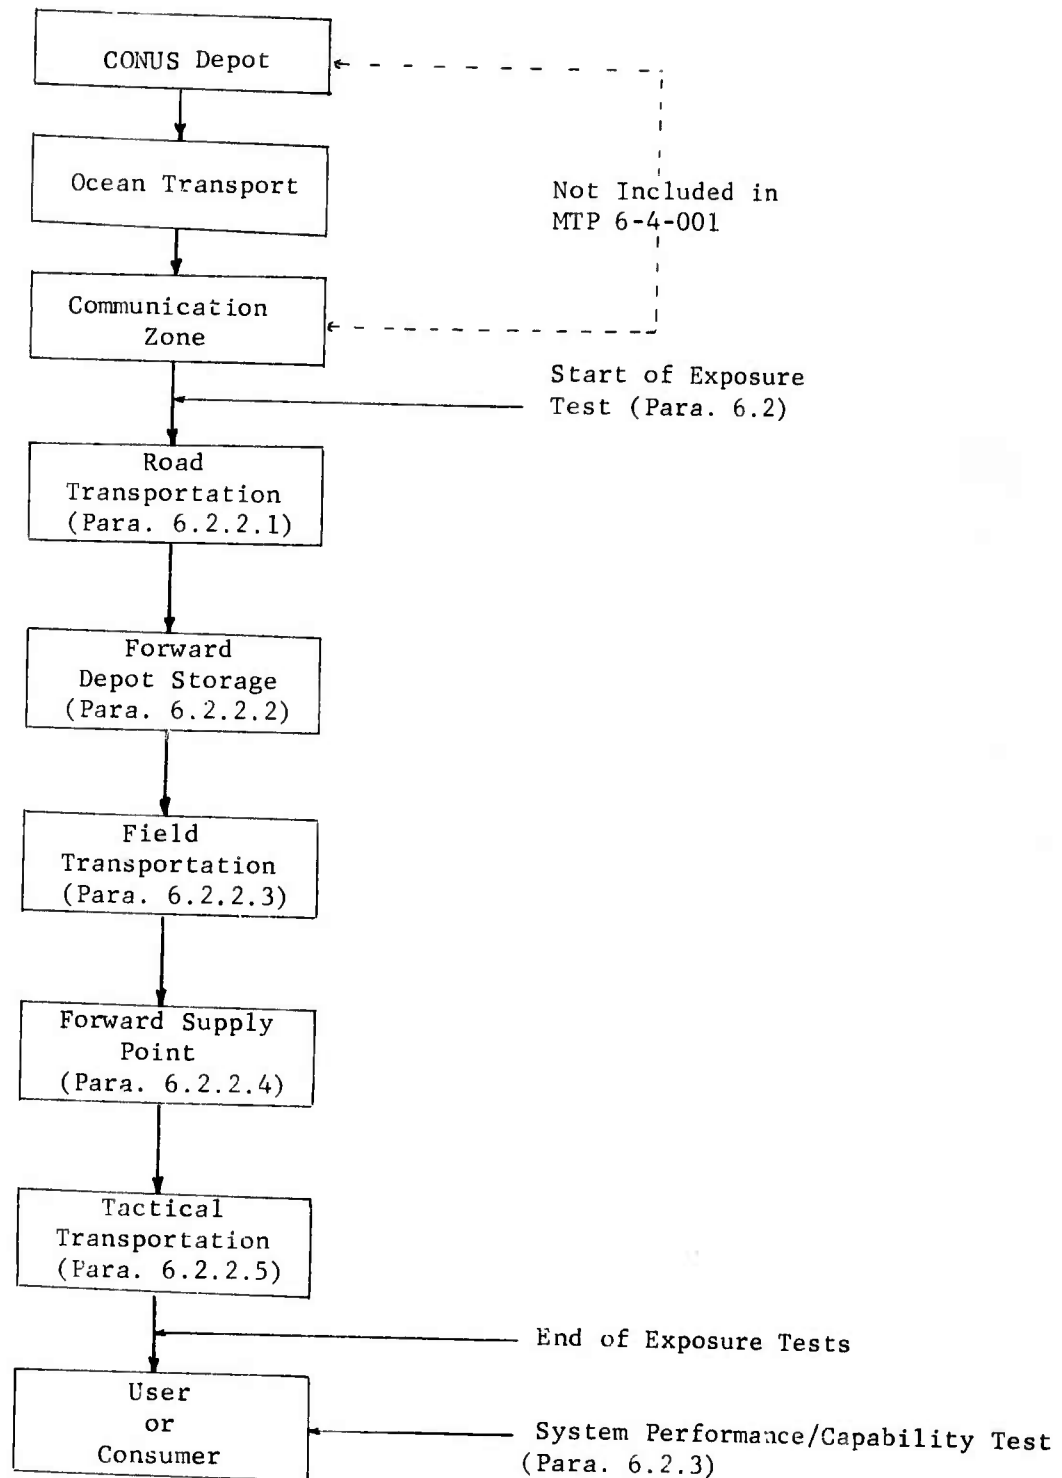 CONUS Depot
Ocean Transport
Not Included in
MTP 6-4-001
Communication
Zone
Start of Exposure
Test (Para. 6.2)
Road
Transportation
(Para. 6.2.2.1)
Forward
Depot Storage
(Para. 6.2.2.2)
Field
Transportation
(Para. 6.2.2.3)
Forward Supply
Point
(Para. 6.2.2.4)
Tactical
Transportation
(Para. 6.2.2.5)
End of Exposure Tests
User
or
Consumer
System Performance/Capability Test
(Para. 6.2.3)